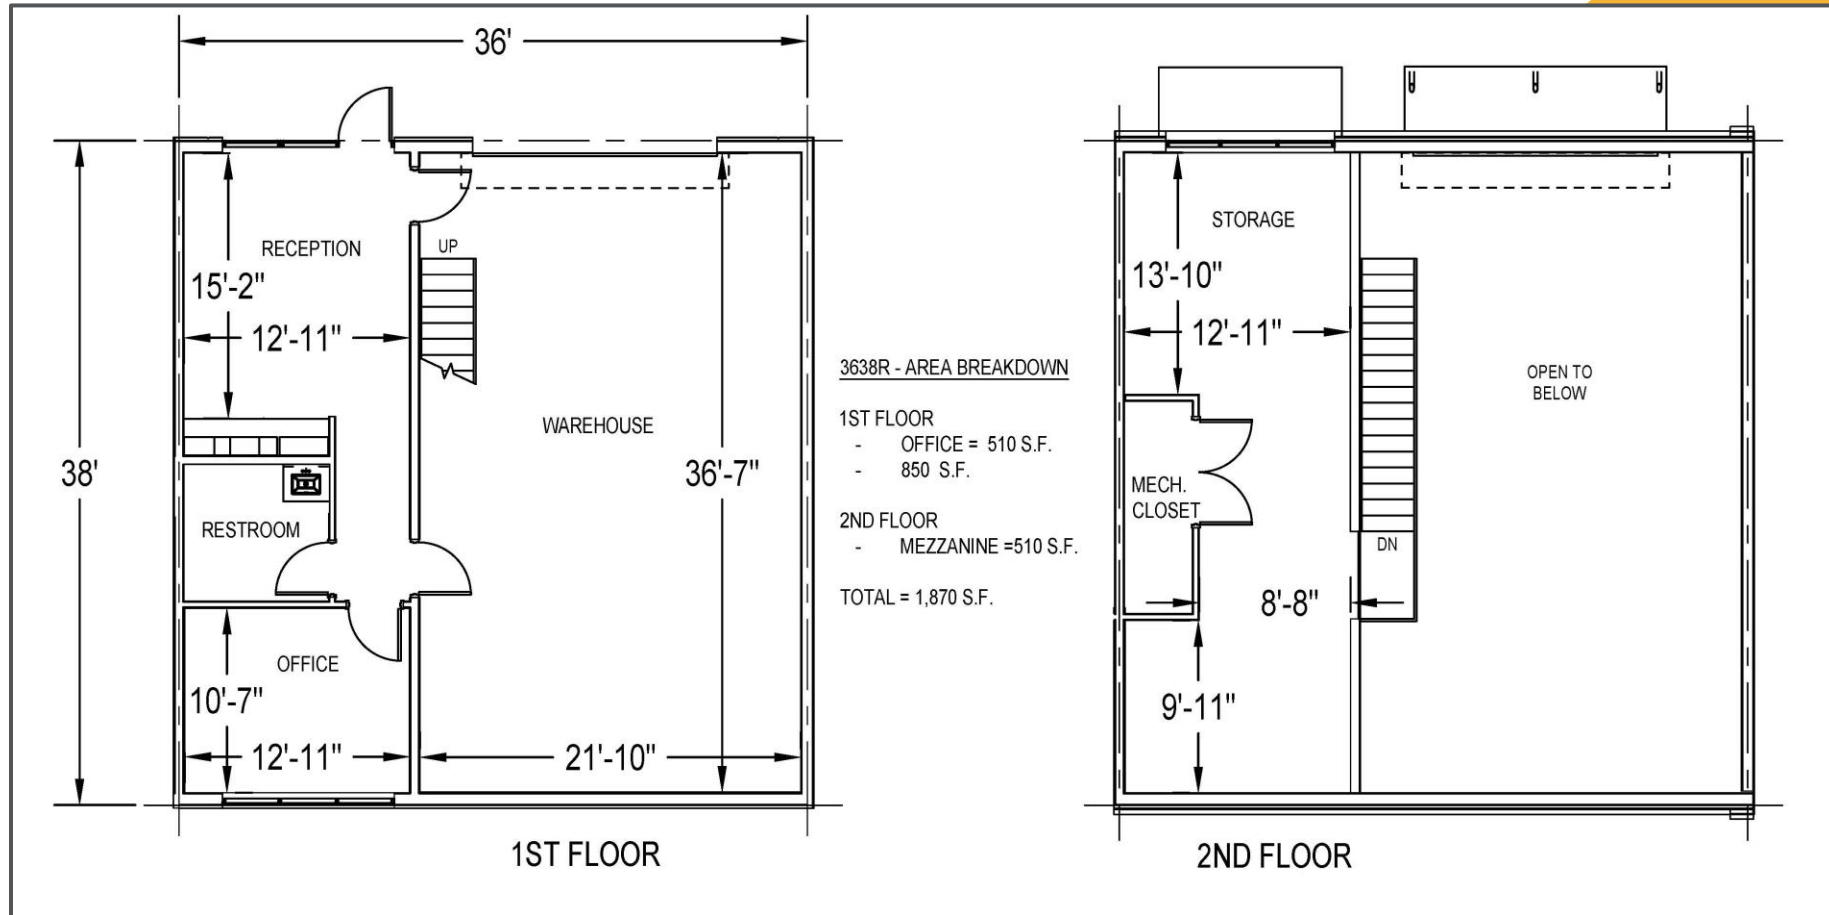 36'
38'
RECEPTION
15'-2"
12'-11"
UP
WAREHOUSE
36'-7"
RESTROOM
OFFICE
10'-7"
12'-11"
21'-10"
1ST FLOOR
3638R - AREA BREAKDOWN
1ST FLOOR
- OFFICE = 510 S.F.
- 850 S.F.
2ND FLOOR
- MEZZANINE =510 S.F.
TOTAL = 1,870 S.F.
STORAGE
13'-10"
12'-11"
OPEN TO
BELOW
MECH.
CLOSET
DN
8'-8"
9'-11"
2ND FLOOR